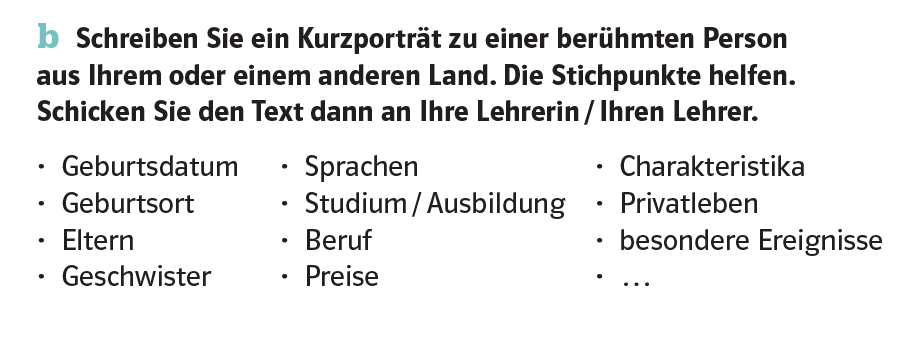 b Schreiben Sie ein Kurzporträt zu einer berühmten Person
aus Ihrem oder einem anderen Land. Die Stichpunkte helfen.
Schicken Sie den Text dann an Ihre Lehrerin / Ihren Lehrer.
· Geburtsdatum
· Geburtsort
· Eltern
· Geschwister
· Sprachen
· Studium / Ausbildung
· Beruf
· Preise
· Charakteristika
· Privatleben
· besondere Ereignisse
· …